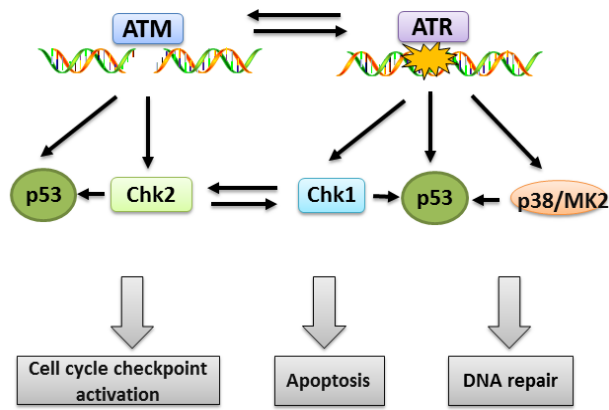 ATM
ATR
p53
Chk2
Chk1
p53
p38/MK2
Cell cycle checkpoint
activation
Apoptosis
DNA repair